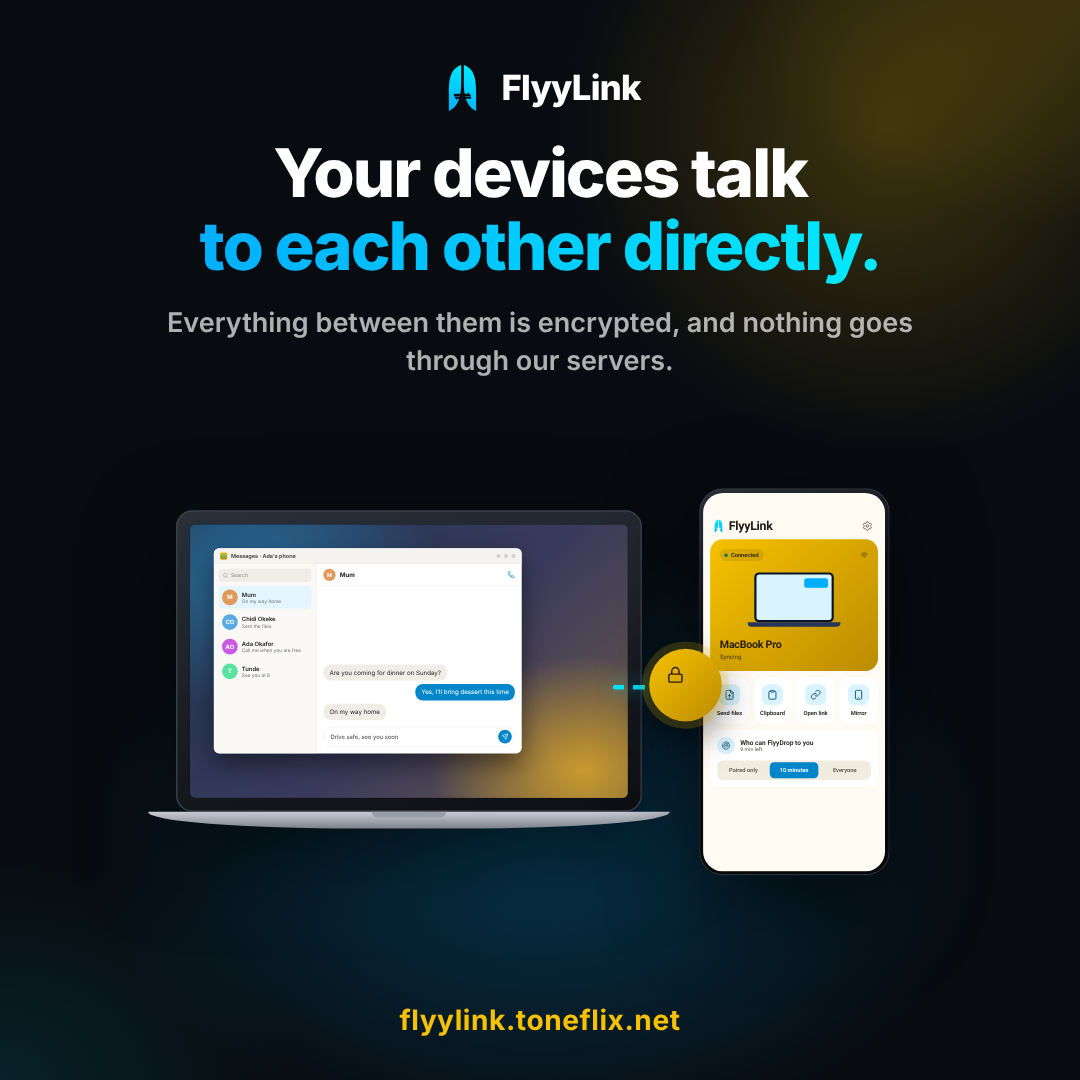 FlyyLink
Your devices talk
to each other directly.
Everything between them is encrypted, and nothing goes
through our servers.
Messages · Ada's phone
Search
M
Mum
On my way home
CO
Chidi Okeke
Sent the files
AO
Ada Okafor
Call me when you are free
T
Tunde
See you at 6
M
Mum
Are you coming for dinner on Sunday?
Yes, I'll bring dessert this time
On my way home
Drive safe, see you soon
FlyyLink
Connected
MacBook Pro
Syncing
Send files
Clipboard
Open link
Mirror
Who can FlyyDrop to you
9 min left
Paired only
10 minutes
Everyone
flyylink.toneflix.net